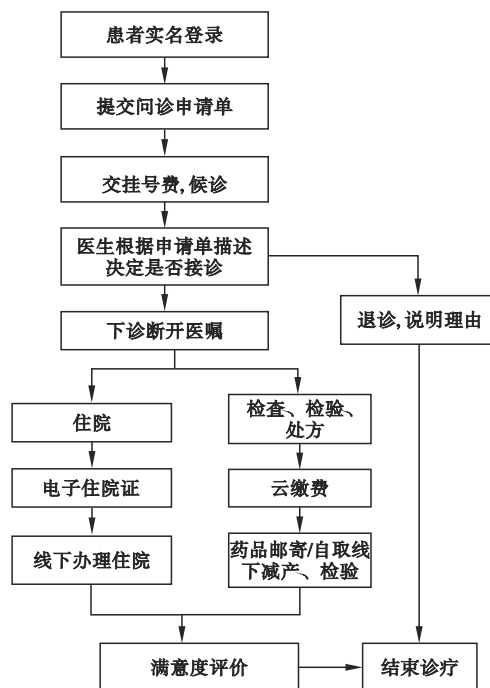 患者实名登录
提交问诊申请单
交挂号费,候诊
医生根据申请单描述
决定是否接诊
退诊,说明理由
下诊断开医嘱
住院
检查、检验、
处方
电子住院证
云缴费
线下办理住院
药品邮寄/自取线
下减产、检验
满意度评价
结束诊疗